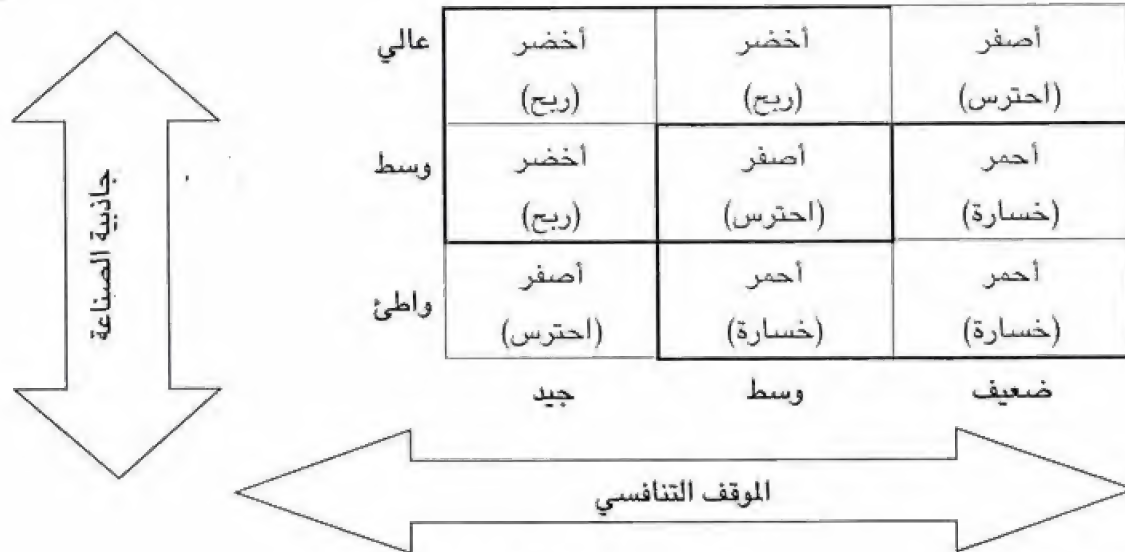 عالي
أخضر
أخضر
أصفر
(ربح)
(ربح)
(احترس)
وسط
أخضر
أصفر
أحمر
(ربح)
(احترس)
(خسارة)
واطئ
أصفر
أحمر
أحمر
(احترس)
(خسارة)
(خسارة)
جيد
وسط
ضعيف
جاذبية الصناعة
الموقف التنافسي